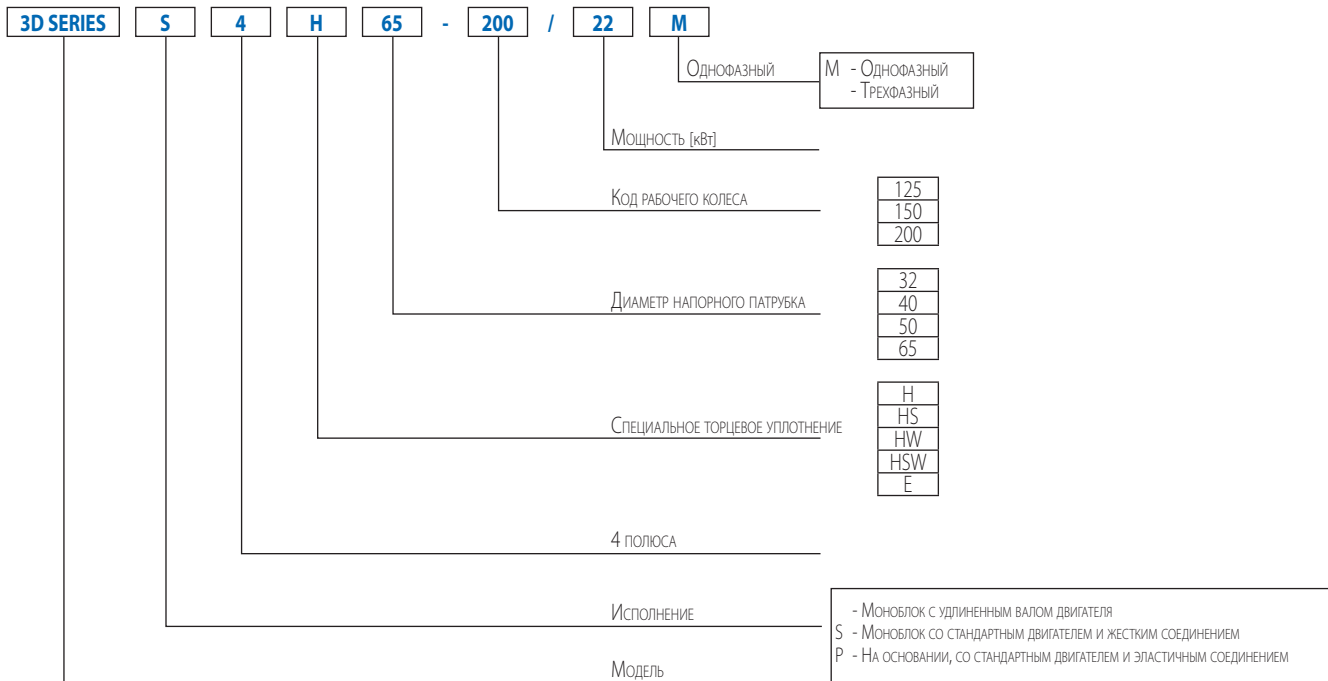 3D SERIES S 4 H 65 - 200 / 22 M
Однофазный
М - Однофазный
- Трехфазный
Мощность [кВт]
Код рабочего колеса
125
150
200
Диаметр напорного патрубка
32
40
50
65
Специальное торцевое уплотнение
H
HS
HW
HSW
E
4 полюса
Исполнение
- Моноблок с удлиненным валом двигателя
S - Моноблок со стандартным двигателем и жестким соединением
P - На основании, со стандартным двигателем и эластичным соединением
Модель